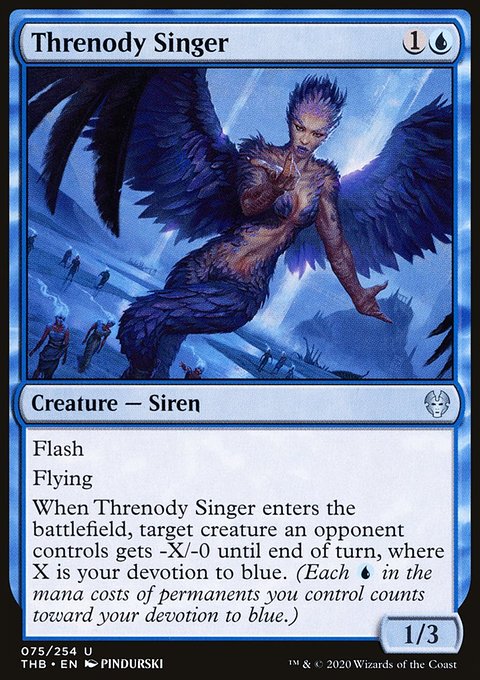 Threnody Singer 1
Creature — Siren
Flash
Flying
When Threnody Singer enters the
battlefield, target creature an opponent
controls gets -X/-0 until end of turn, where
X is your devotion to blue. (Each in the
mana costs of permanents you control counts
toward your devotion to blue.)
1/3
075/254 U
THB • EN PINDURSKI
™ & © 2020 Wizards of the Coast